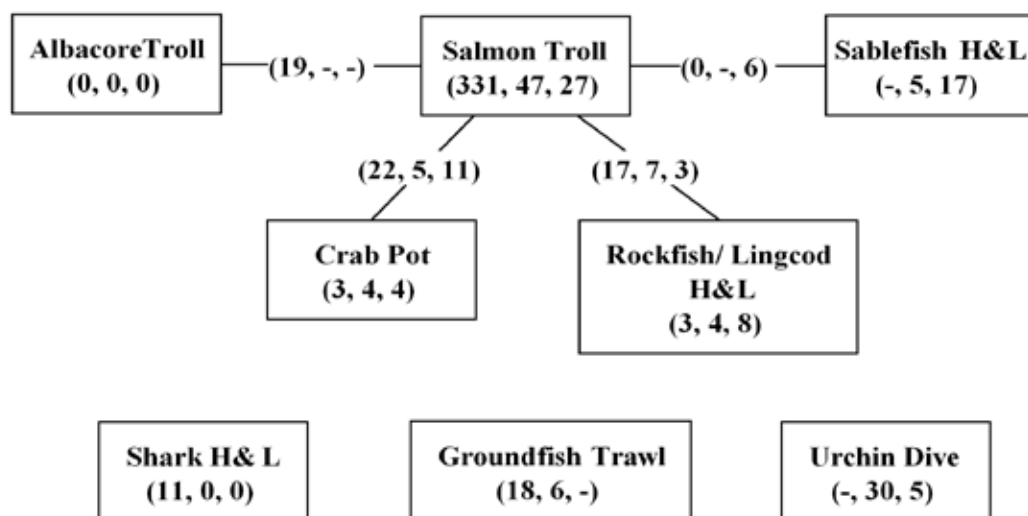 AlbacoreTroll
(0, 0, 0)
(19, -, -)
Salmon Troll
(331, 47, 27)
(0, -, 6)
Sablefish H&L
(-, 5, 17)
(22, 5, 11)
(17, 7, 3)
Crab Pot
(3, 4, 4)
Rockfish/ Lingcod
H&L
(3, 4, 8)
Shark H& L
(11, 0, 0)
Groundfish Trawl
(18, 6, -)
Urchin Dive
(-, 30, 5)